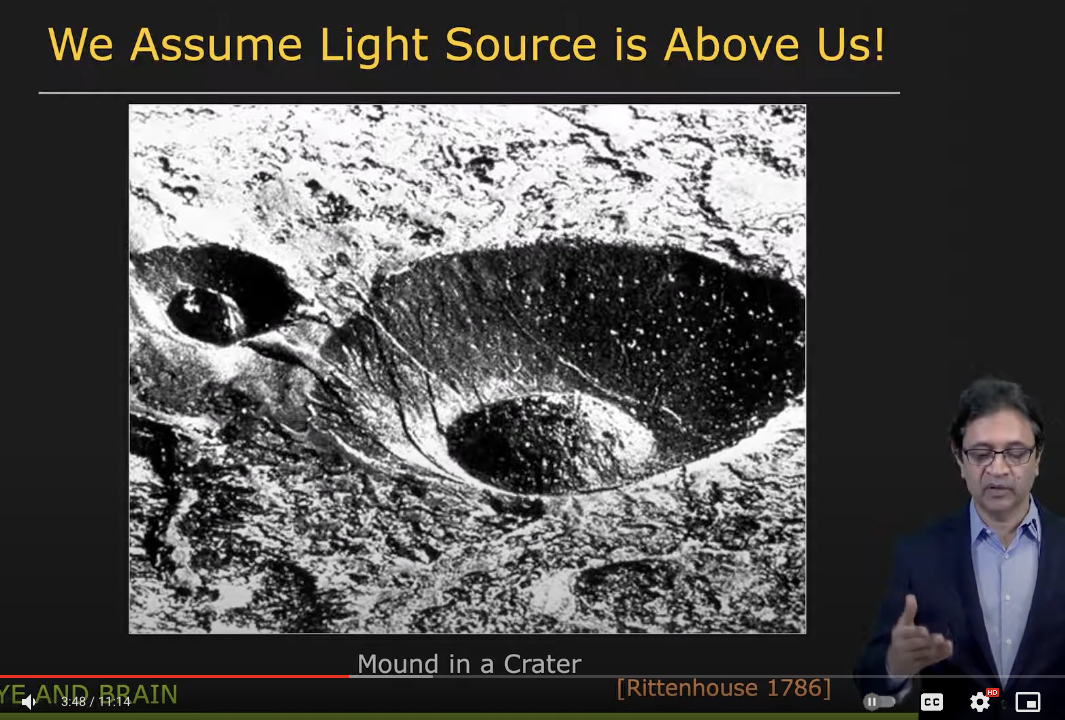 We Assume Light Source is Above Us!
Mound in a Crater
[Rittenhouse 1786]
YE AND BRAIN
3:48 / 11:14
CC
HD